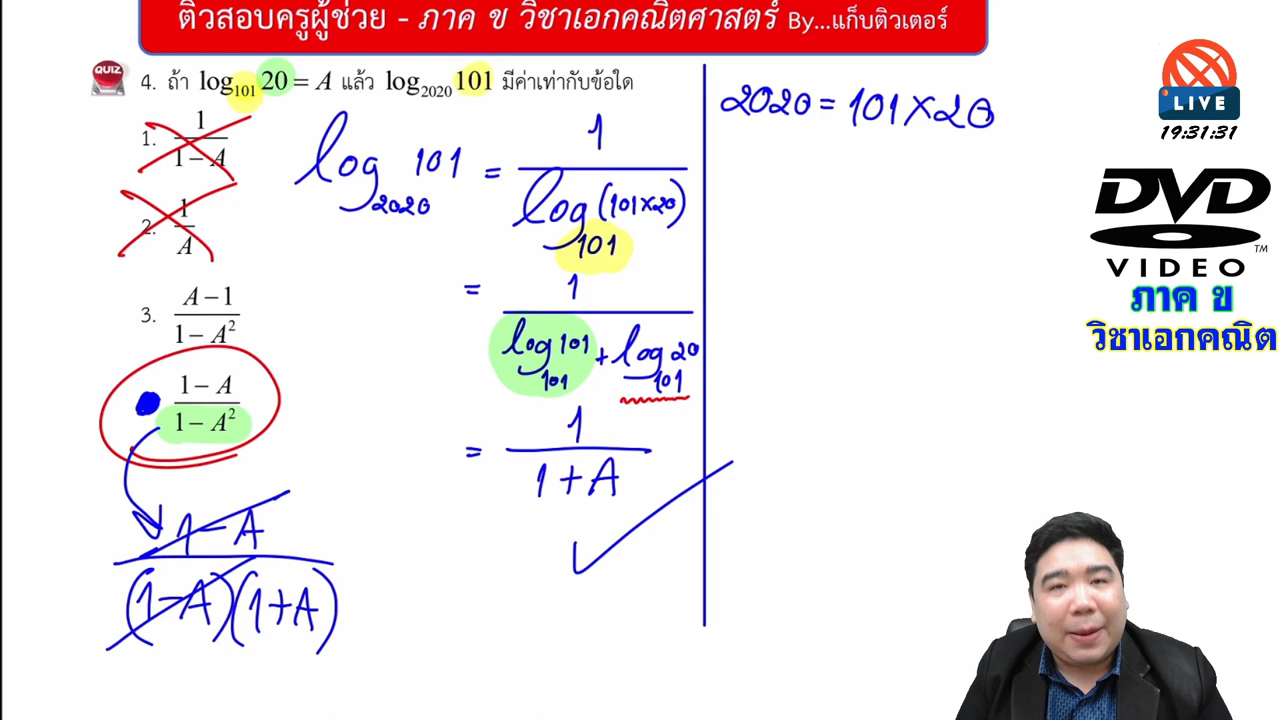 ติวสอบครูผู้ช่วย - ภาค ข วิชาเอกคณิตศาสตร์ By...แก็บติวเตอร์
QUIZ
4. ถ้า log₁₀₁ 20 = A แล้ว log₂₀₂₀ 101 มีค่าเท่ากับข้อใด
1. 1/(1 − A)
2. 1/A
3. (A − 1)/(1 − A²)
(1 − A)/(1 − A²)
1 − A/(1 − A)(1 + A)
log₂₀₂₀ 101 = 1/log₁₀₁(101×20)
= 1/(log₁₀₁ 101 + log₁₀₁ 20)
= 1/(1 + A)
2020 = 101×20
LIVE
19:31:31
DVD
VIDEO
TM
ภาค ข
วิชาเอกคณิต